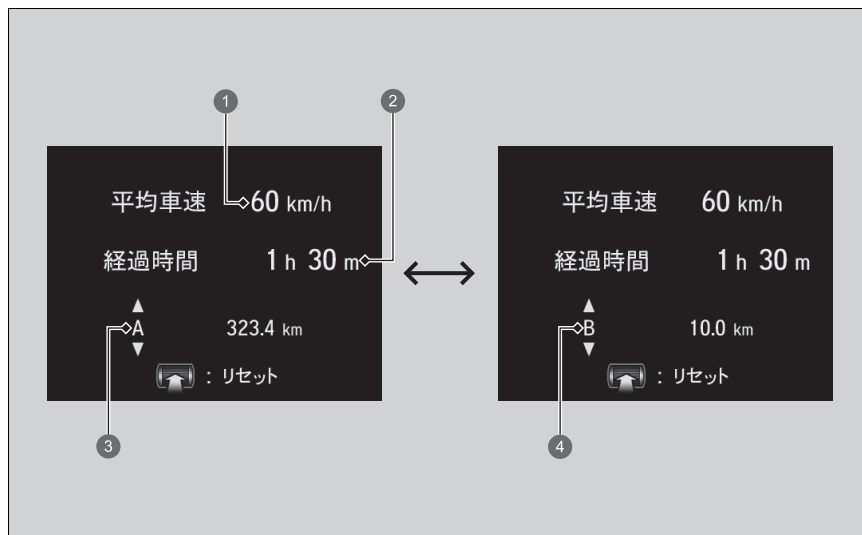 1 2
平均車速 60 km/h
経過時間 1 h 30 m
A 323.4 km
: リセット
3
平均車速 60 km/h
経過時間 1 h 30 m
B 10.0 km
: リセット
4